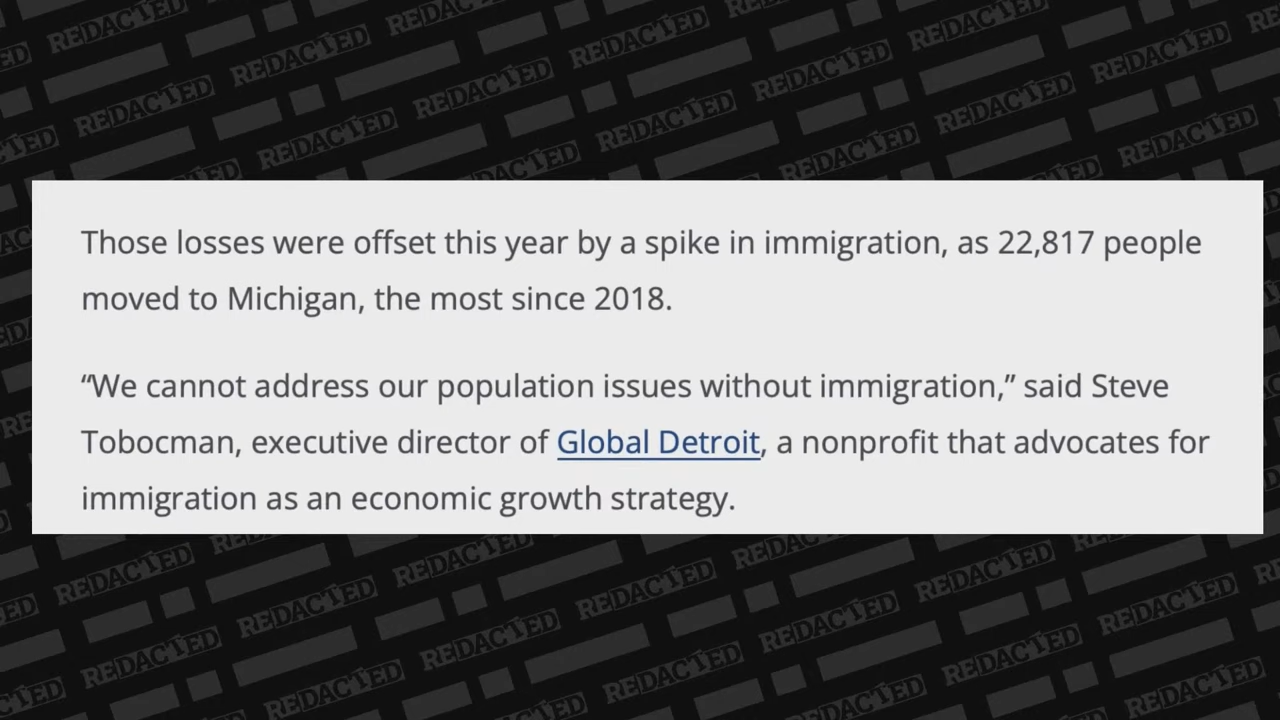 Those losses were offset this year by a spike in immigration, as 22,817 people
moved to Michigan, the most since 2018.
“We cannot address our population issues without immigration,” said Steve
Tobocman, executive director of Global Detroit, a nonprofit that advocates for
immigration as an economic growth strategy.
REDACTED